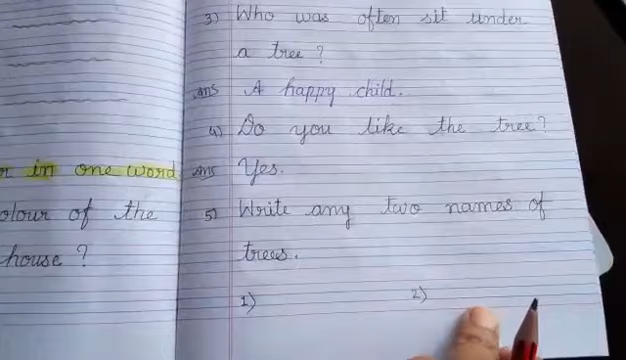 r in one word
olour of the
house ?
3) Who was often sit under
a tree ?
ans A happy child.
4) Do you like the tree?
ans Yes.
5) Write any two names of
trees.
1) 2)